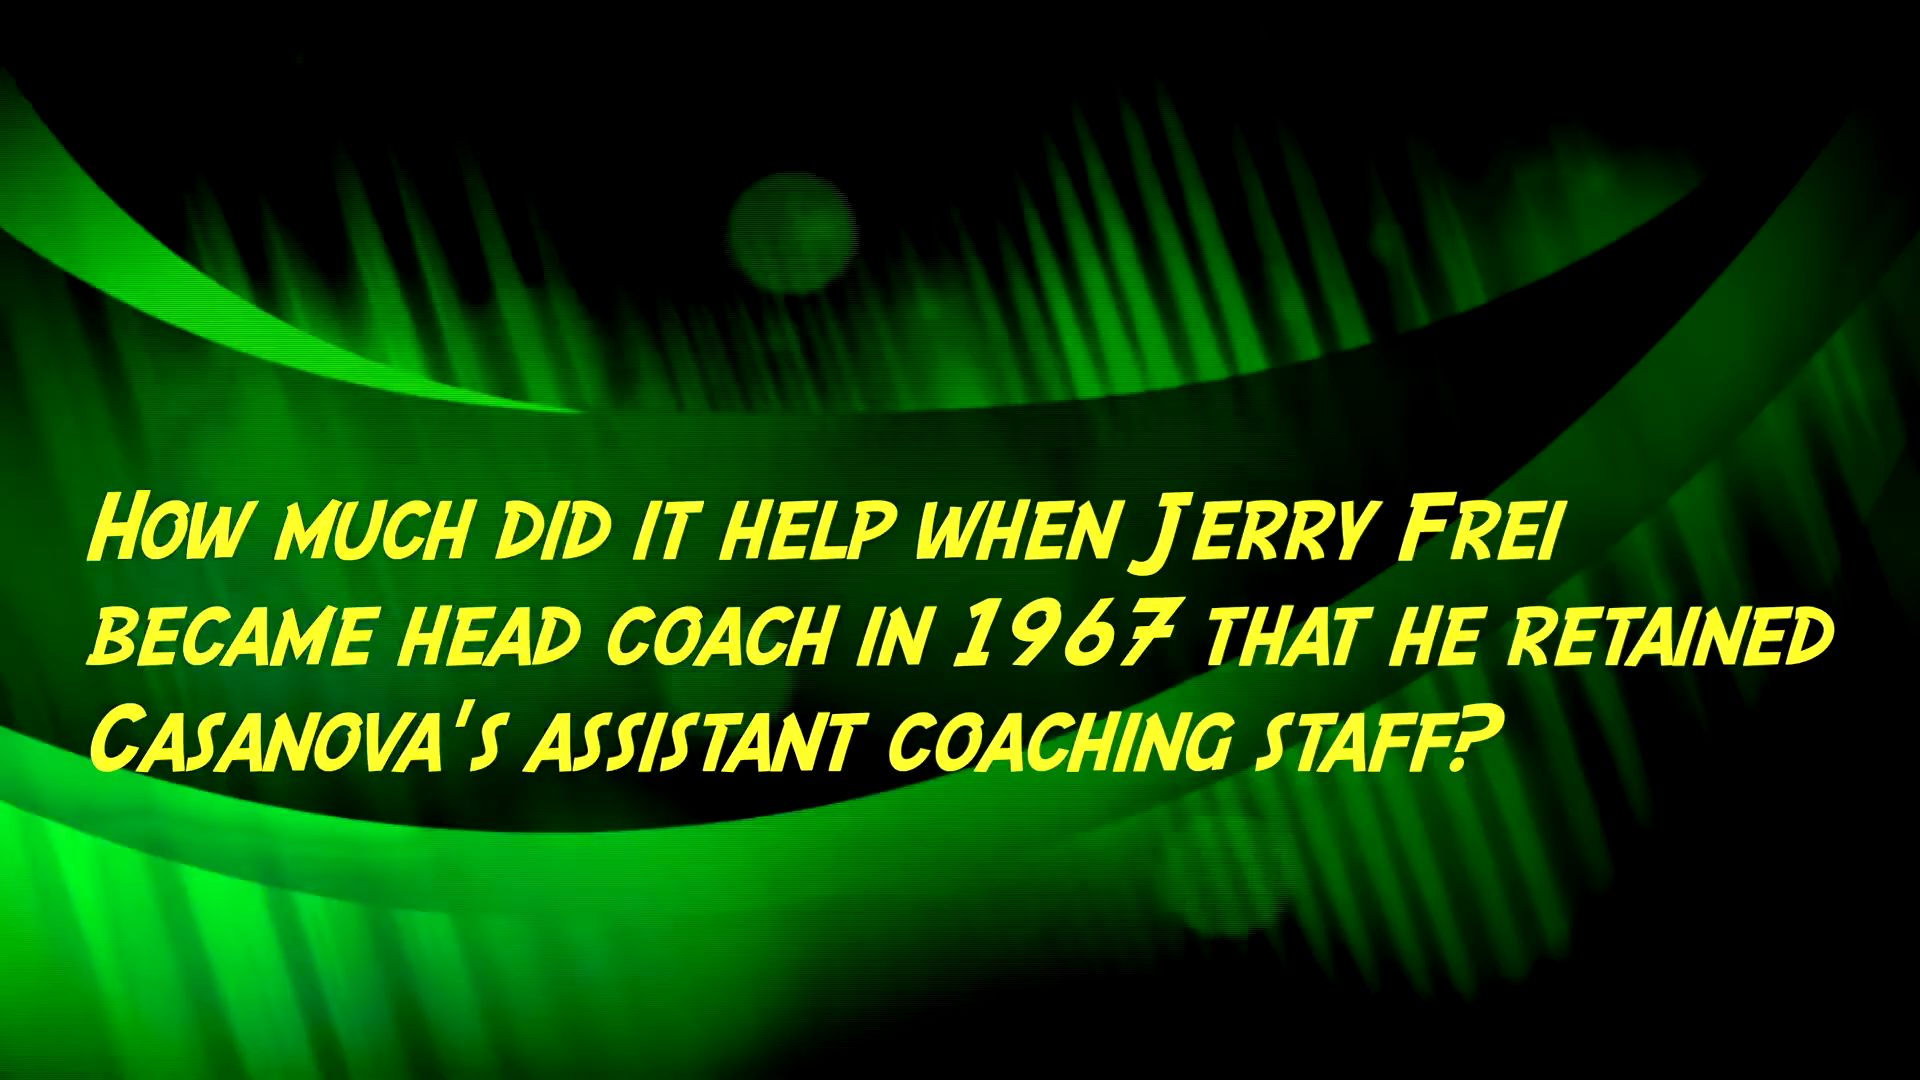 How much did it help when Jerry Frei
became head coach in 1967 that he retained
Casanova's assistant coaching staff?